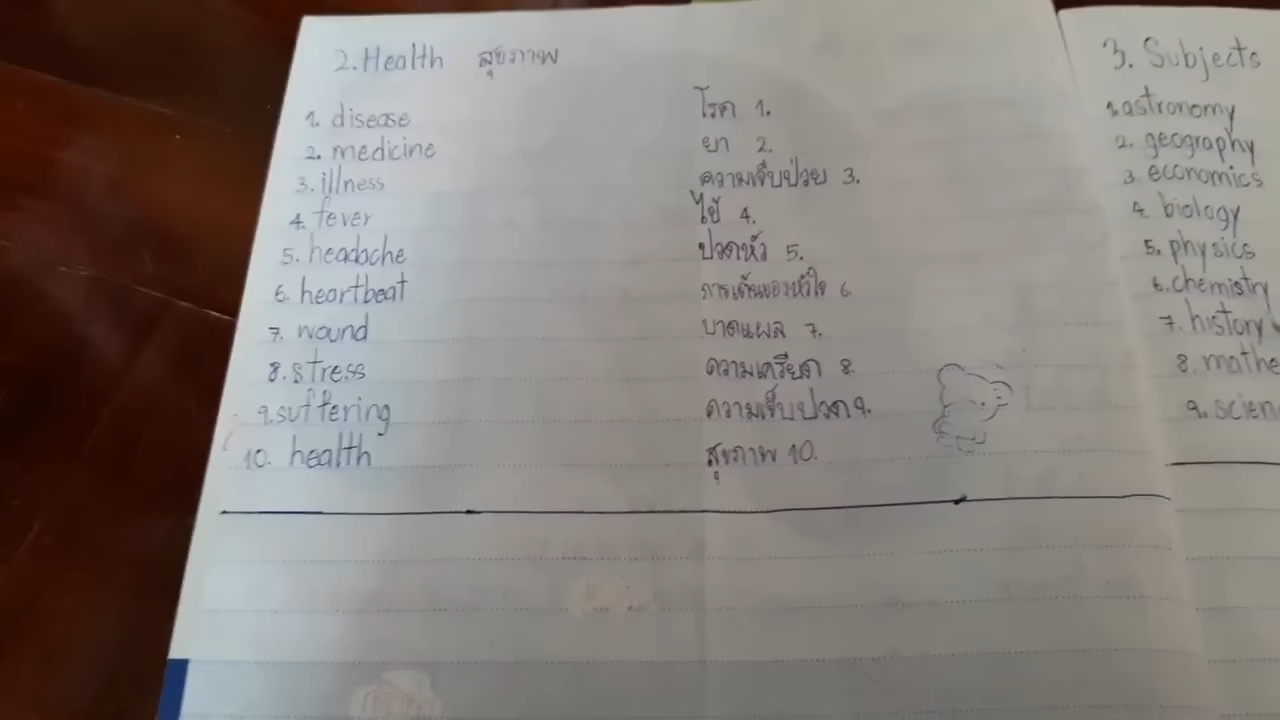 2. Health สุขภาพ
1. disease โรค 1.
2. medicine ยา 2.
3. illness ความเจ็บป่วย 3.
4. fever ไข้ 4.
5. headache ปวดหัว 5.
6. heartbeat การเต้นของหัวใจ 6.
7. wound บาดแผล 7.
8. stress ความเครียด 8.
9. suffering ความเจ็บปวด 9.
10. health สุขภาพ 10.
3. Subjects
1. astronomy
2. geography
3. economics
4. biology
5. physics
6. chemistry
7. history
8. mathe
9. scien